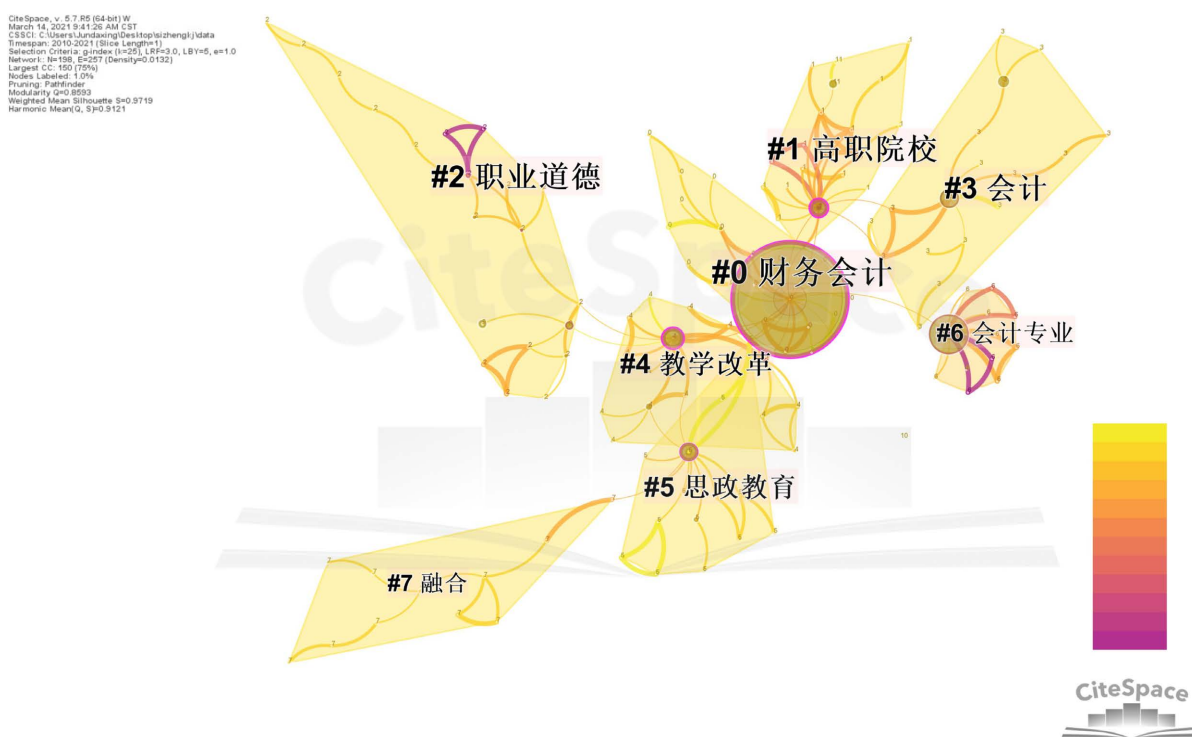 CiteSpace, v. 5.7.R5 (64-bit) W
March 14, 2021 9:41:26 AM CST
CSSCI: C:\Users\Jundaxing\Desktop\sizhengkj\data
Timespan: 2010-2021 (Slice Length=1)
Selection Criteria: g-index (k=25), LRF=3.0, LBY=5, e=1.0
Network: N=198, E=257 (Density=0.0132)
Largest CC: 150 (75%)
Nodes Labeled: 1.0%
Pruning: Pathfinder
Modularity Q=0.8593
Weighted Mean Silhouette S=0.9719
Harmonic Mean(Q, S)=0.9121
#1 高职院校
#2 职业道德
#3 会计
CiteSpace
#0 财务会计
#6 会计专业
#4 教学改革
10
#5 思政教育
#7 融合
CiteSpace